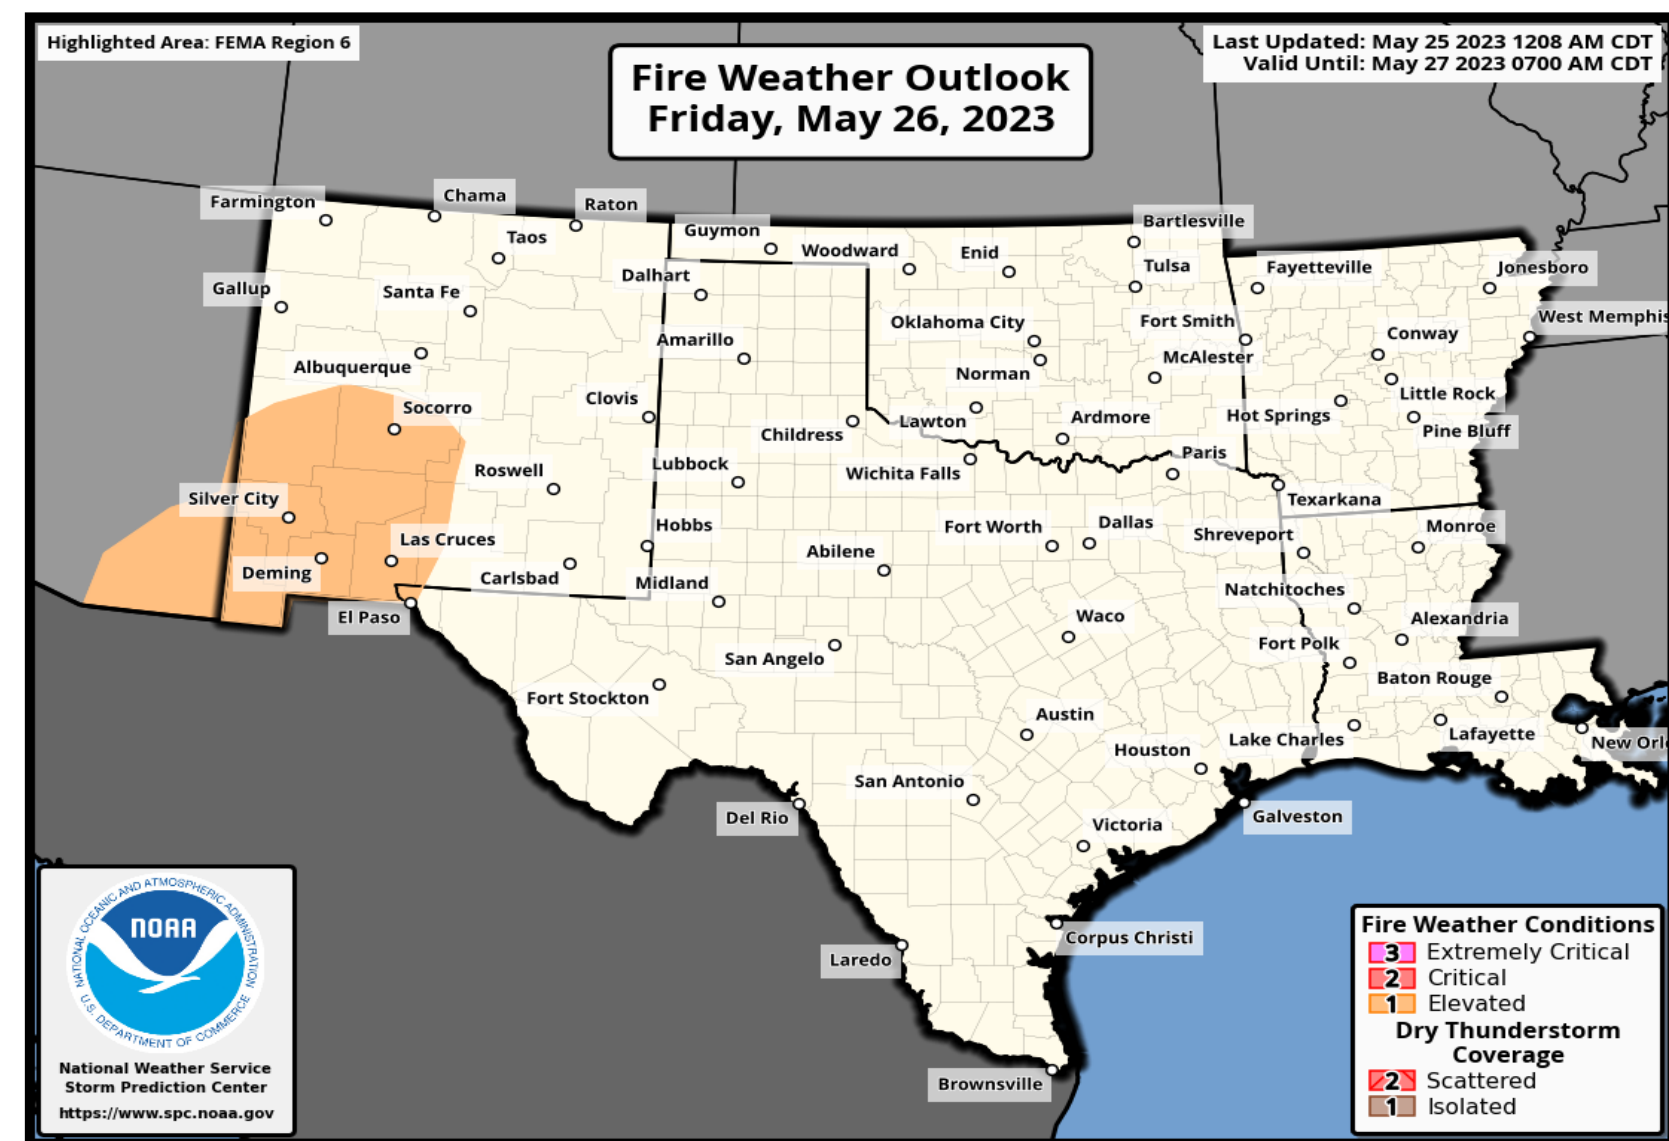 Highlighted Area: FEMA Region 6
Fire Weather Outlook
Friday, May 26, 2023
Last Updated: May 25 2023 1208 AM CDT
Valid Until: May 27 2023 0700 AM CDT
Farmington
Chama
Raton
Taos
Guymon
Woodward
Enid
Bartlesville
Tulsa
Fayetteville
Jonesboro
Gallup
Santa Fe
Dalhart
Oklahoma City
Fort Smith
West Memphis
Albuquerque
Amarillo
Norman
McAlester
Conway
Little Rock
Socorro
Clovis
Childress
Lawton
Ardmore
Hot Springs
Pine Bluff
Silver City
Roswell
Lubbock
Wichita Falls
Paris
Texarkana
Las Cruces
Hobbs
Fort Worth
Dallas
Shreveport
Monroe
Deming
Carlsbad
Midland
Abilene
Natchitoches
El Paso
Waco
Alexandria
San Angelo
Fort Polk
Fort Stockton
Baton Rouge
Austin
Houston
Lake Charles
Lafayette
New Orl
San Antonio
Del Rio
Victoria
Galveston
Laredo
Corpus Christi
Brownsville
NATIONAL OCEANIC AND ATMOSPHERIC ADMINISTRATION
NOAA
U.S. DEPARTMENT OF COMMERCE
National Weather Service
Storm Prediction Center
https://www.spc.noaa.gov
Fire Weather Conditions
3 Extremely Critical
2 Critical
1 Elevated
Dry Thunderstorm
Coverage
2 Scattered
1 Isolated